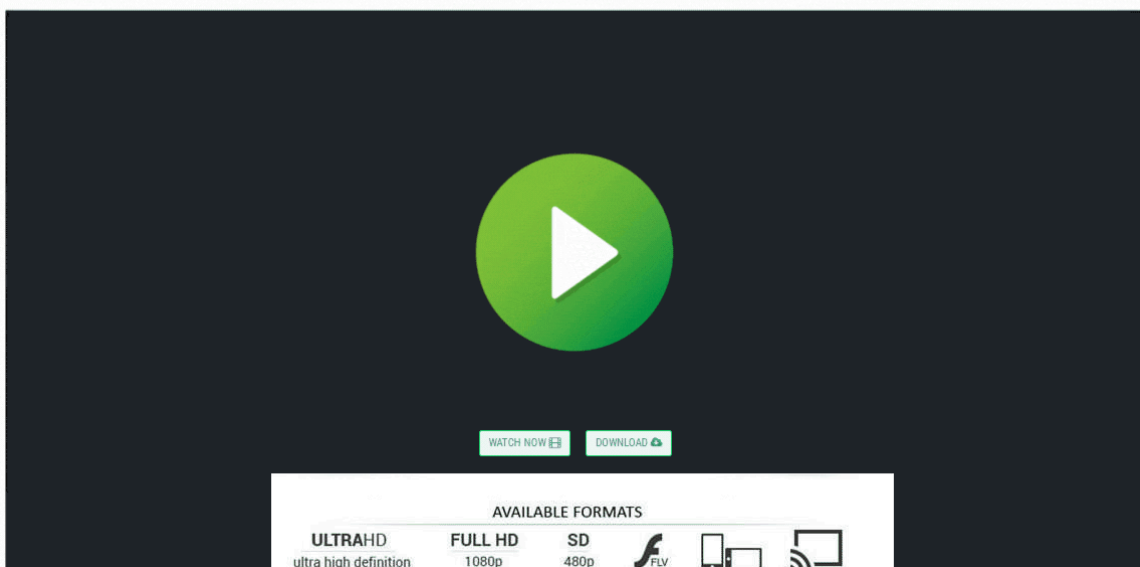 WATCH NOW
DOWNLOAD
AVAILABLE FORMATS
ULTRAHD FULL HD SD
ultra high definition 1080p 480p FLV